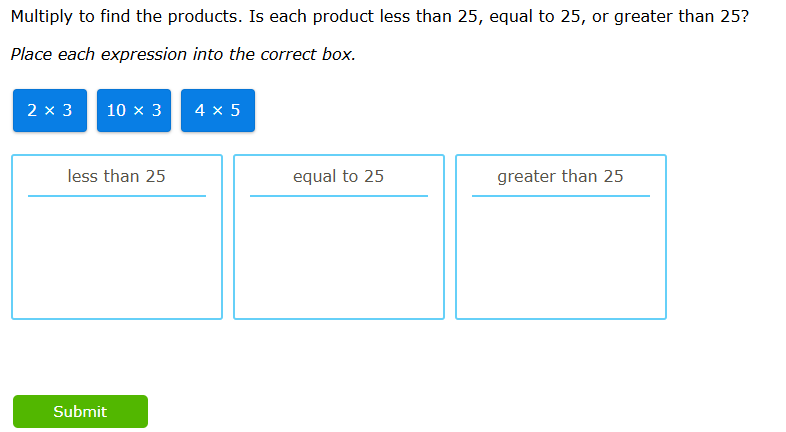 Multiply to find the products. Is each product less than 25, equal to 25, or greater than 25?
Place each expression into the correct box.
2 × 3 10 × 3 4 × 5
less than 25 equal to 25 greater than 25
Submit